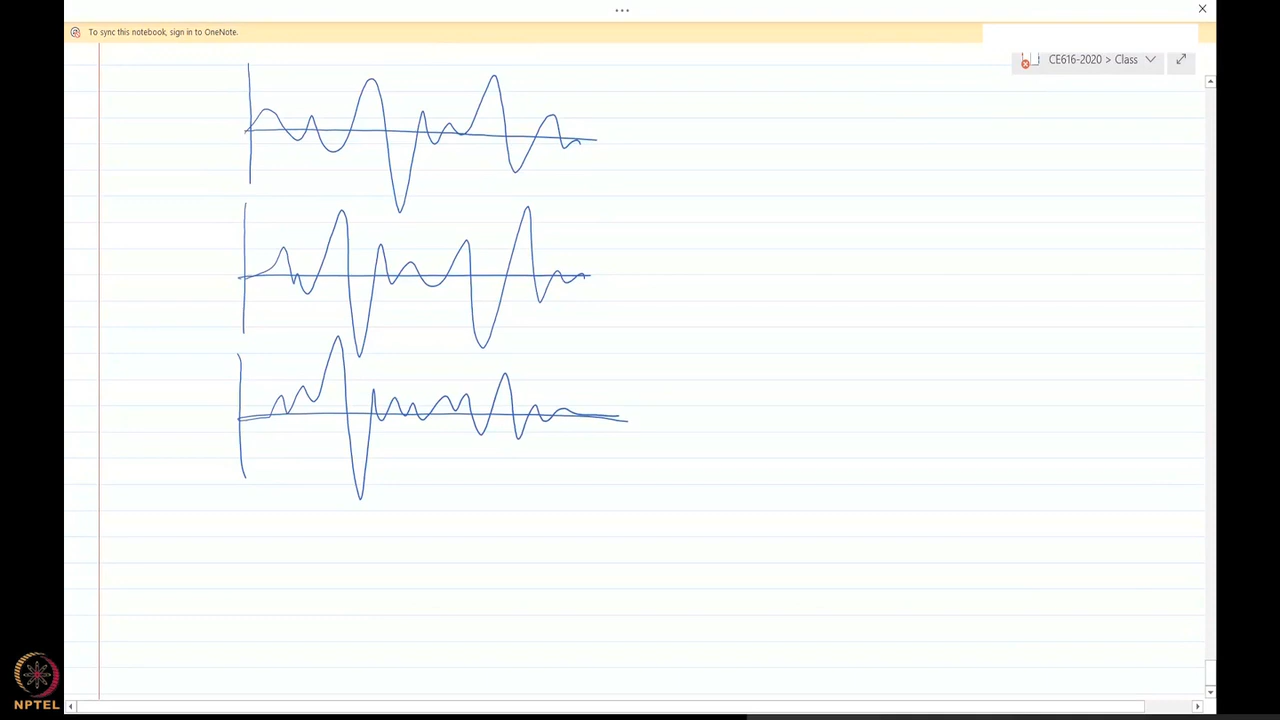 To sync this notebook, sign in to OneNote.
CE616-2020 > Class
NPTEL